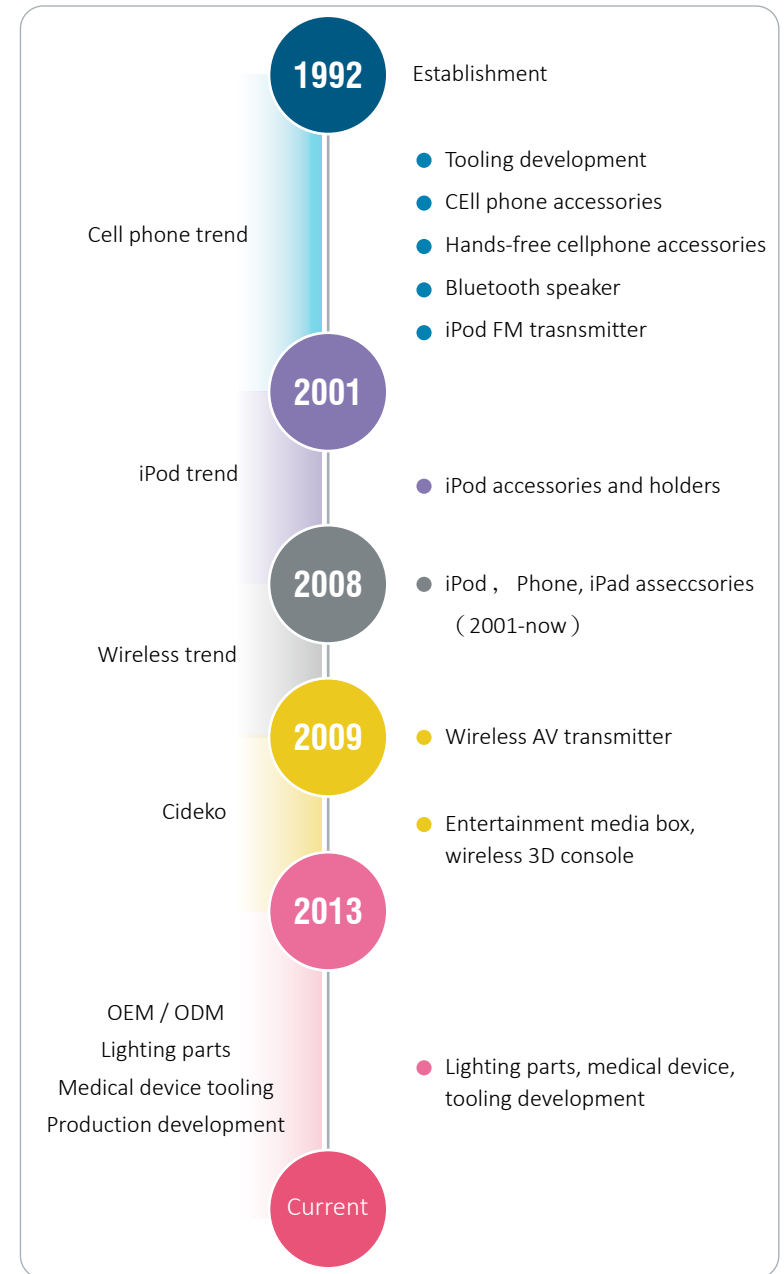 1992
Establishment
Tooling development
CEll phone accessories
Cell phone trend
Hands-free cellphone accessories
Bluetooth speaker
iPod FM trasnsmitter
2001
iPod trend
iPod accessories and holders
2008
iPod， Phone, iPad asseccsories
（2001-now）
Wireless trend
2009
Wireless AV transmitter
Cideko
Entertainment media box,
wireless 3D console
2013
OEM / ODM
Lighting parts
Medical device tooling
Production development
Lighting parts, medical device,
tooling development
Current